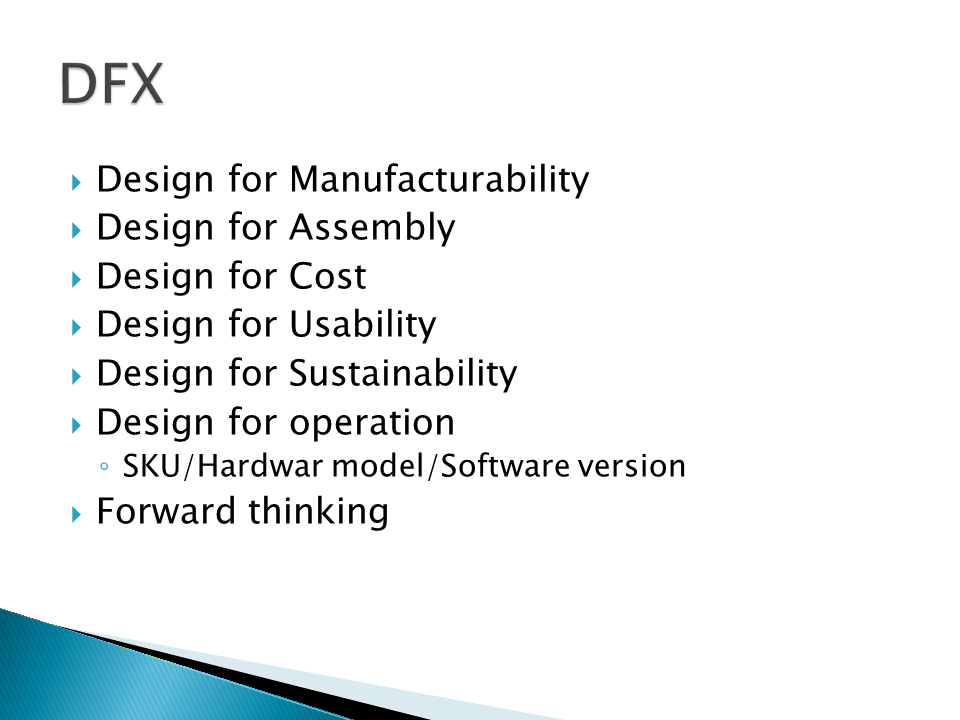 DFX
Design for Manufacturability
Design for Assembly
Design for Cost
Design for Usability
Design for Sustainability
Design for operation
SKU/Hardwar model/Software version
Forward thinking